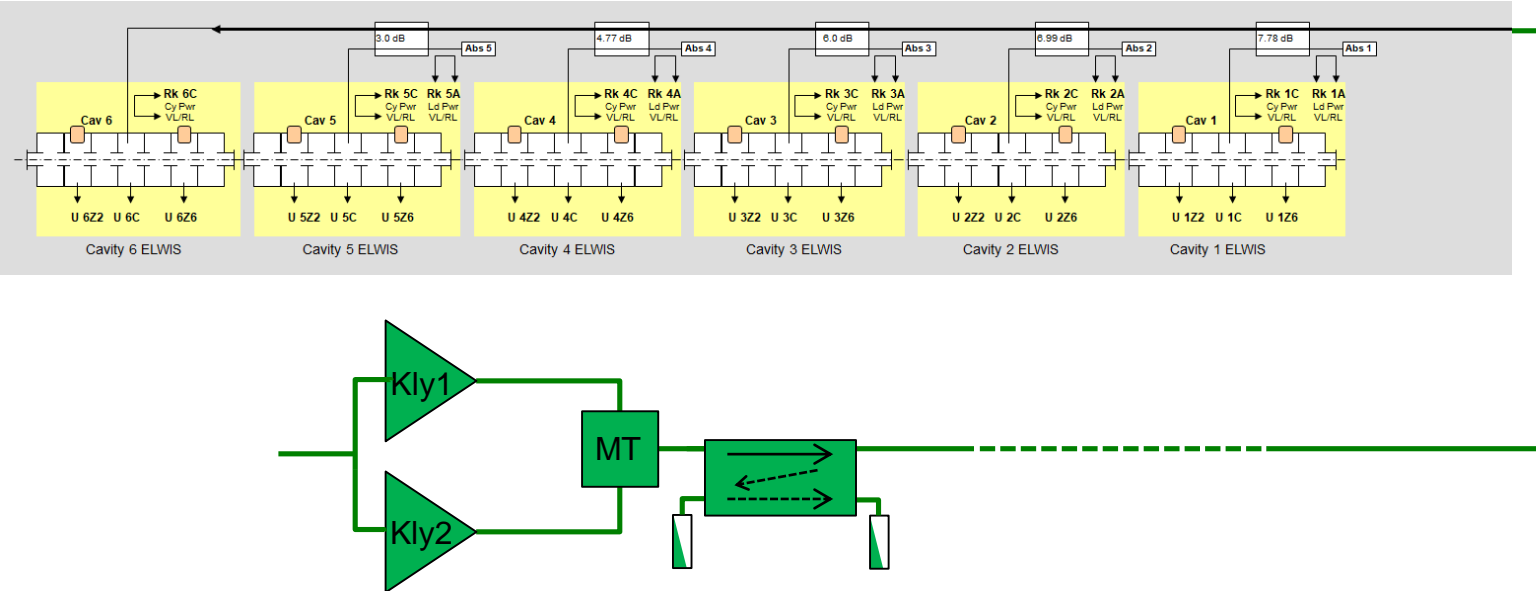 3.0 dB 4.77 dB 6.0 dB 6.99 dB 7.78 dB
Abs 5 Abs 4 Abs 3 Abs 2 Abs 1
Rk 6C Rk 5C Rk 5A Rk 4C Rk 4A Rk 3C Rk 3A Rk 2C Rk 2A Rk 1C Rk 1A
Cy Pwr Cy Pwr Ld Pwr Cy Pwr Ld Pwr Cy Pwr Ld Pwr Cy Pwr Ld Pwr Cy Pwr Ld Pwr
VL/RL VL/RL VL/RL VL/RL VL/RL VL/RL VL/RL VL/RL VL/RL VL/RL VL/RL
Cav 6 Cav 5 Cav 4 Cav 3 Cav 2 Cav 1
U 6Z2 U 6C U 6Z6 U 5Z2 U 5C U 5Z6 U 4Z2 U 4C U 4Z6 U 3Z2 U 3C U 3Z6 U 2Z2 U 2C U 2Z6 U 1Z2 U 1C U 1Z6
Cavity 6 ELWIS Cavity 5 ELWIS Cavity 4 ELWIS Cavity 3 ELWIS Cavity 2 ELWIS Cavity 1 ELWIS
Kly1
MT
Kly2